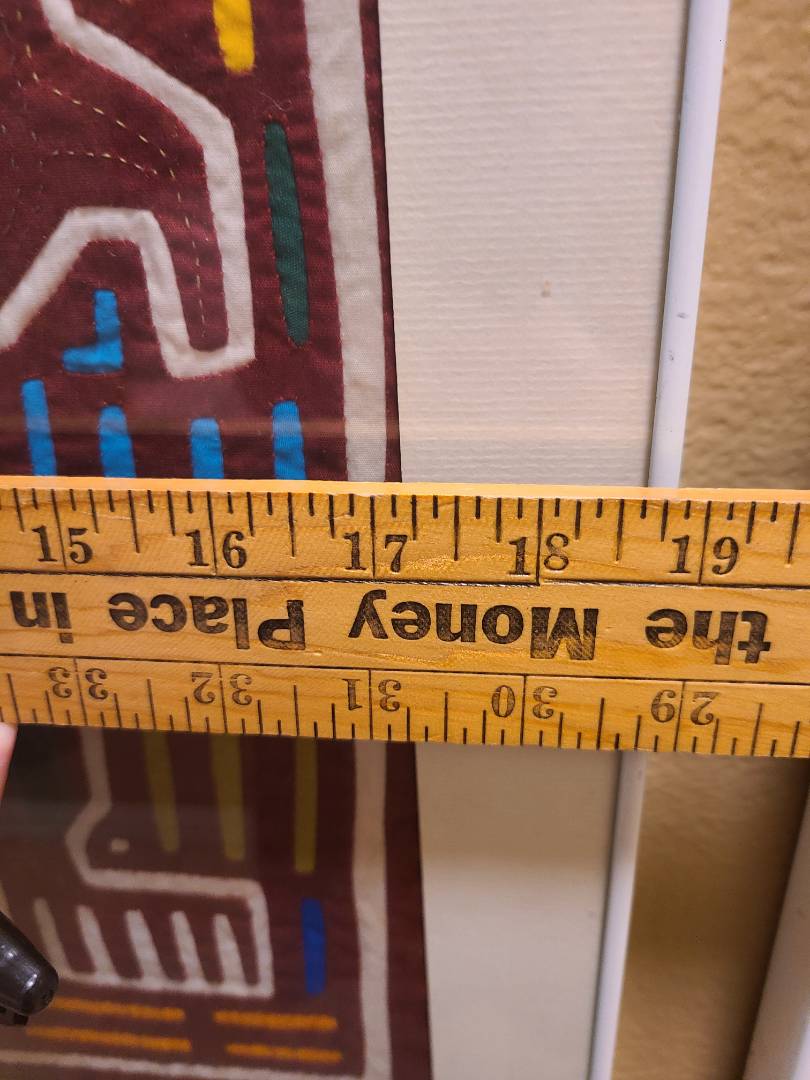 15 16 17 18 19
the Money Place in
29 30 31 32 33